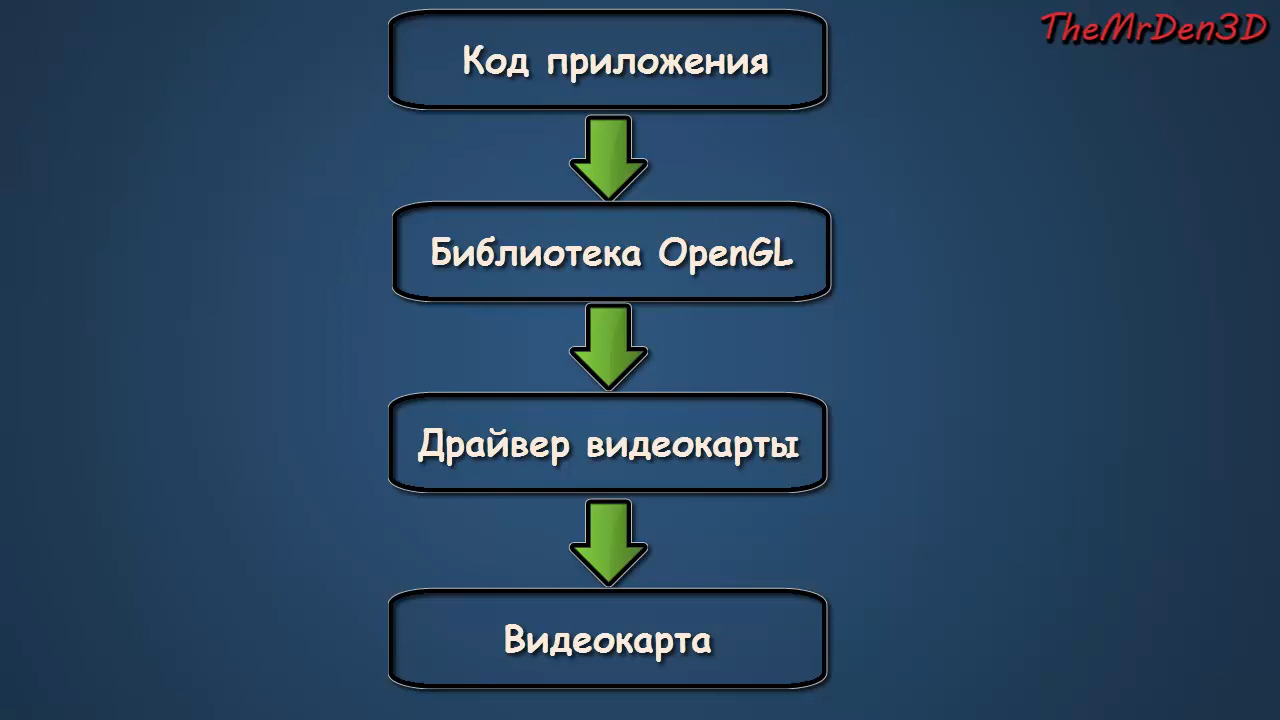 TheMrDen3D
Код приложения
Библиотека OpenGL
Драйвер видеокарты
Видеокарта